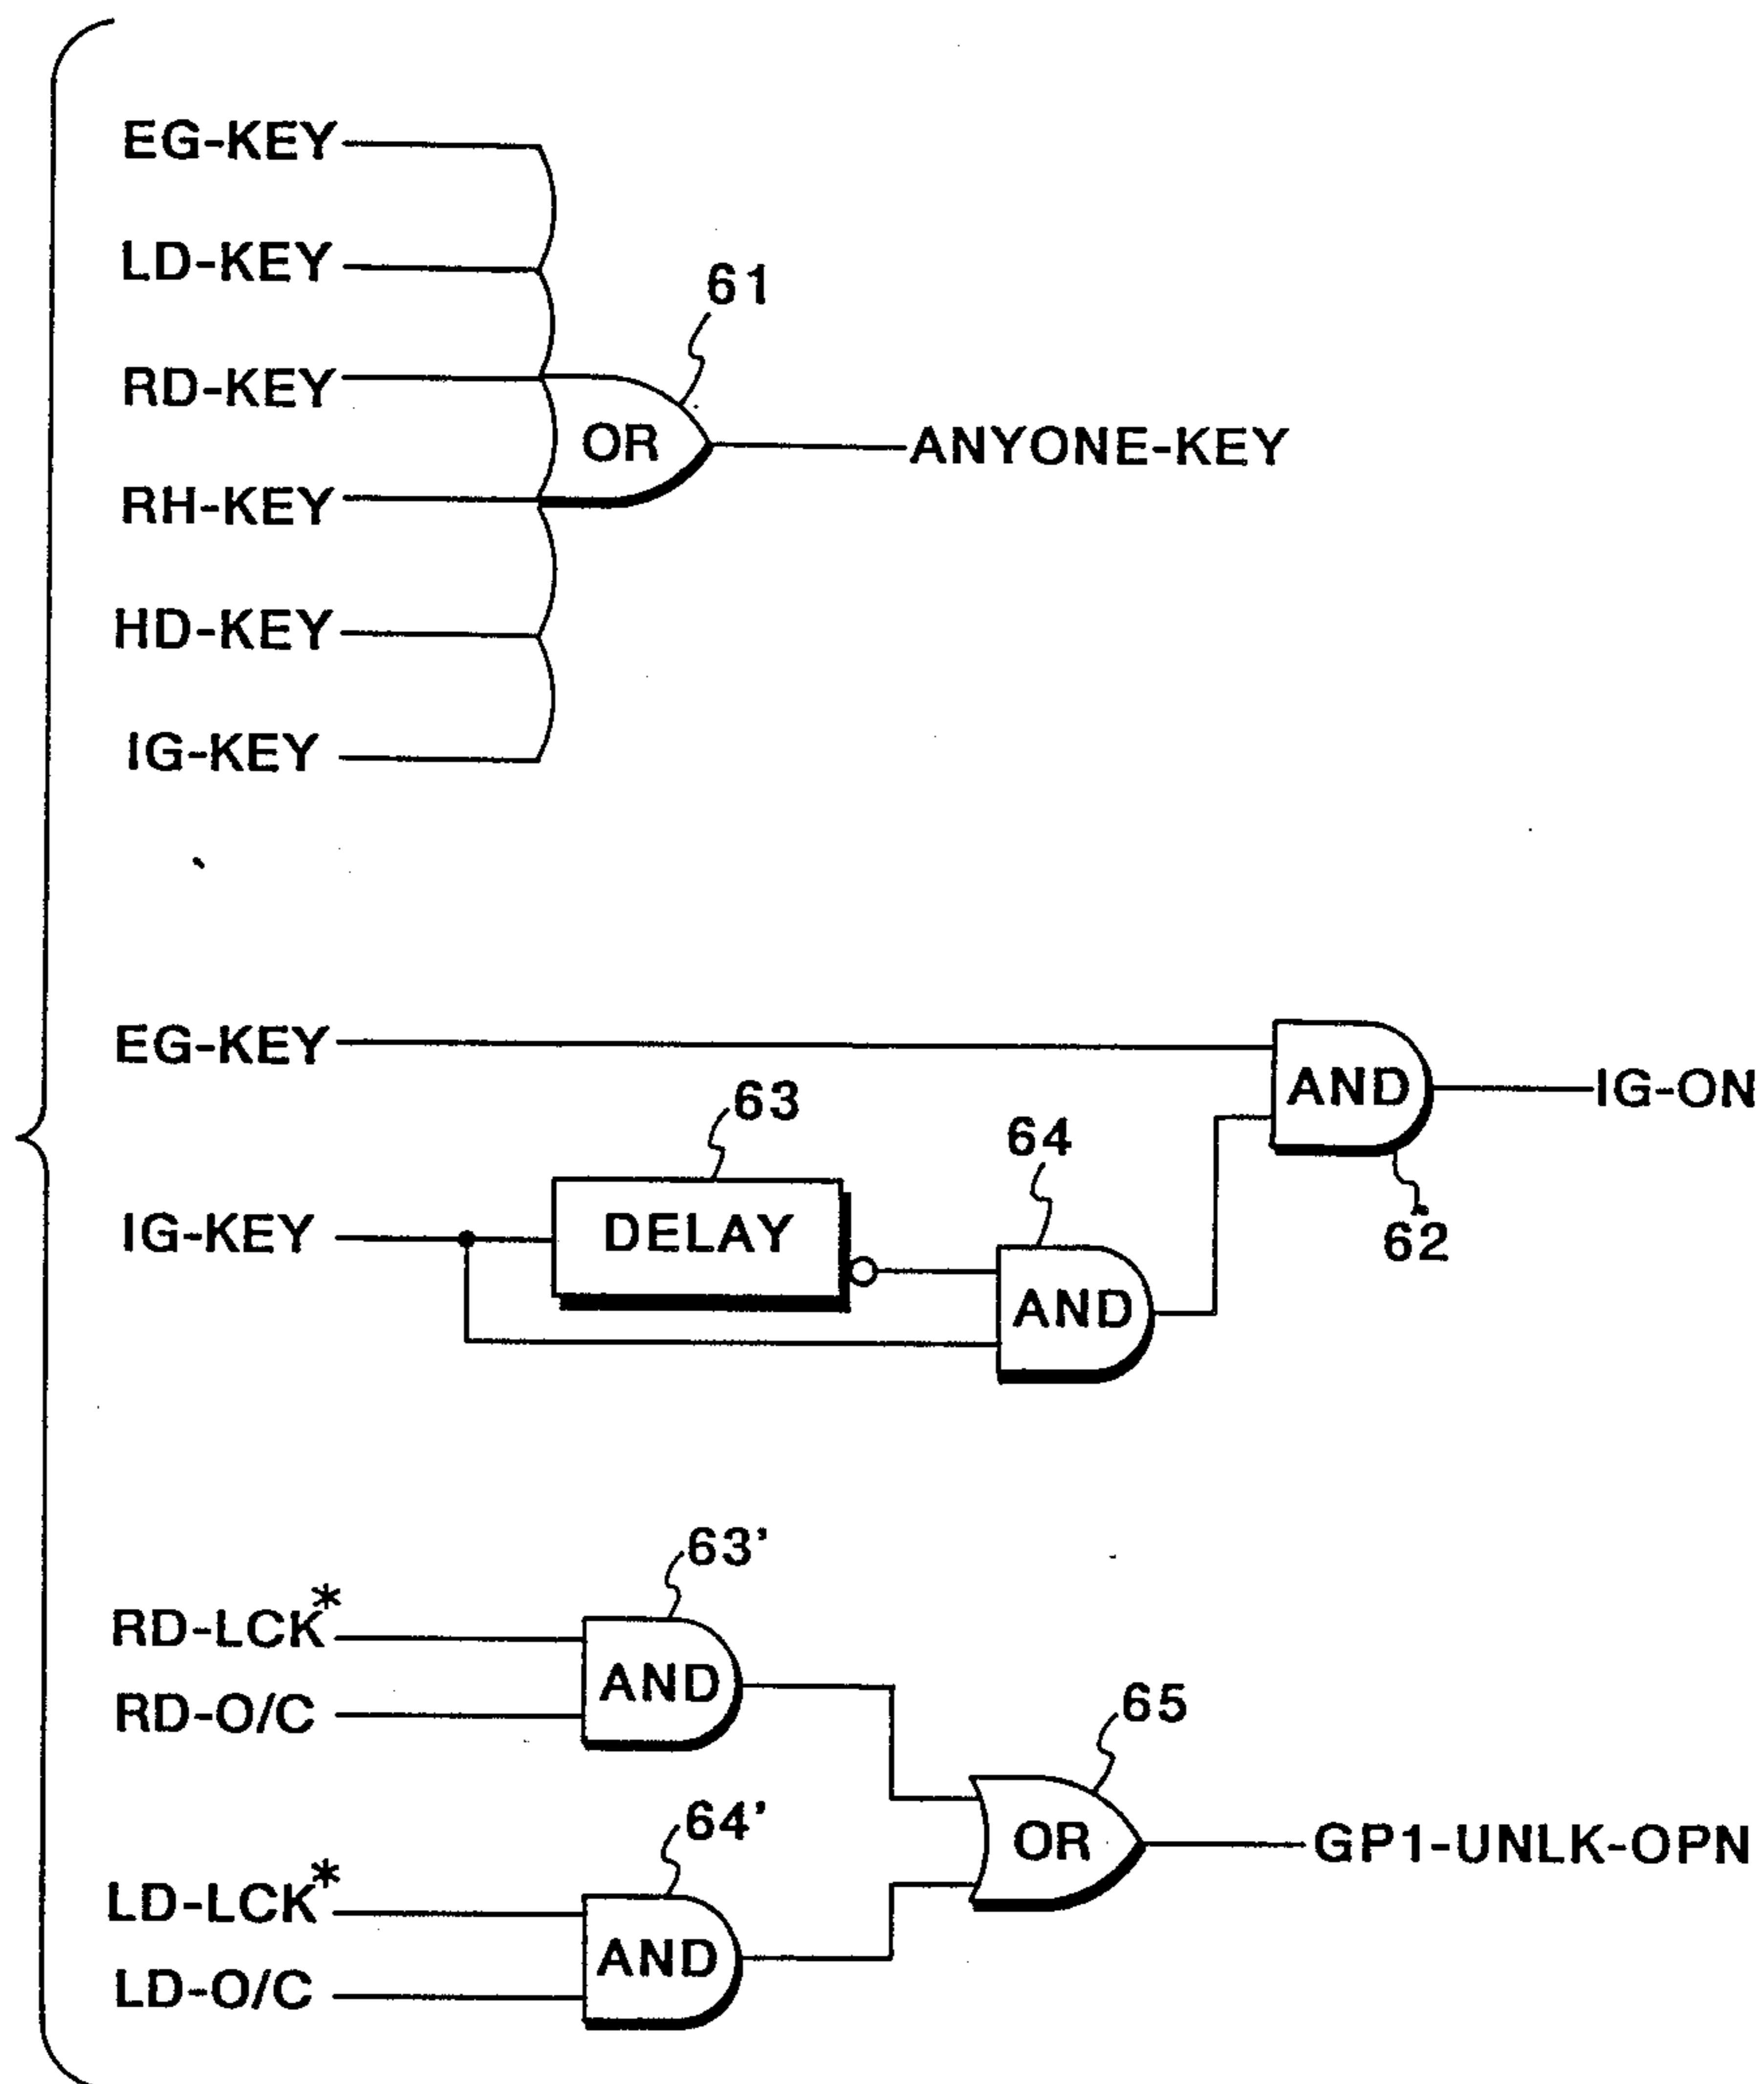 EG-KEY
LD-KEY
61
RD-KEY
OR
ANYONE-KEY
RH-KEY
HD-KEY
IG-KEY
EG-KEY
AND
IG-ON
63
64
62
IG-KEY
DELAY
AND
63'
RD-LCK*
AND
RD-O/C
65
64'
OR
GP1-UNLK-OPN
LD-LCK*
AND
LD-O/C